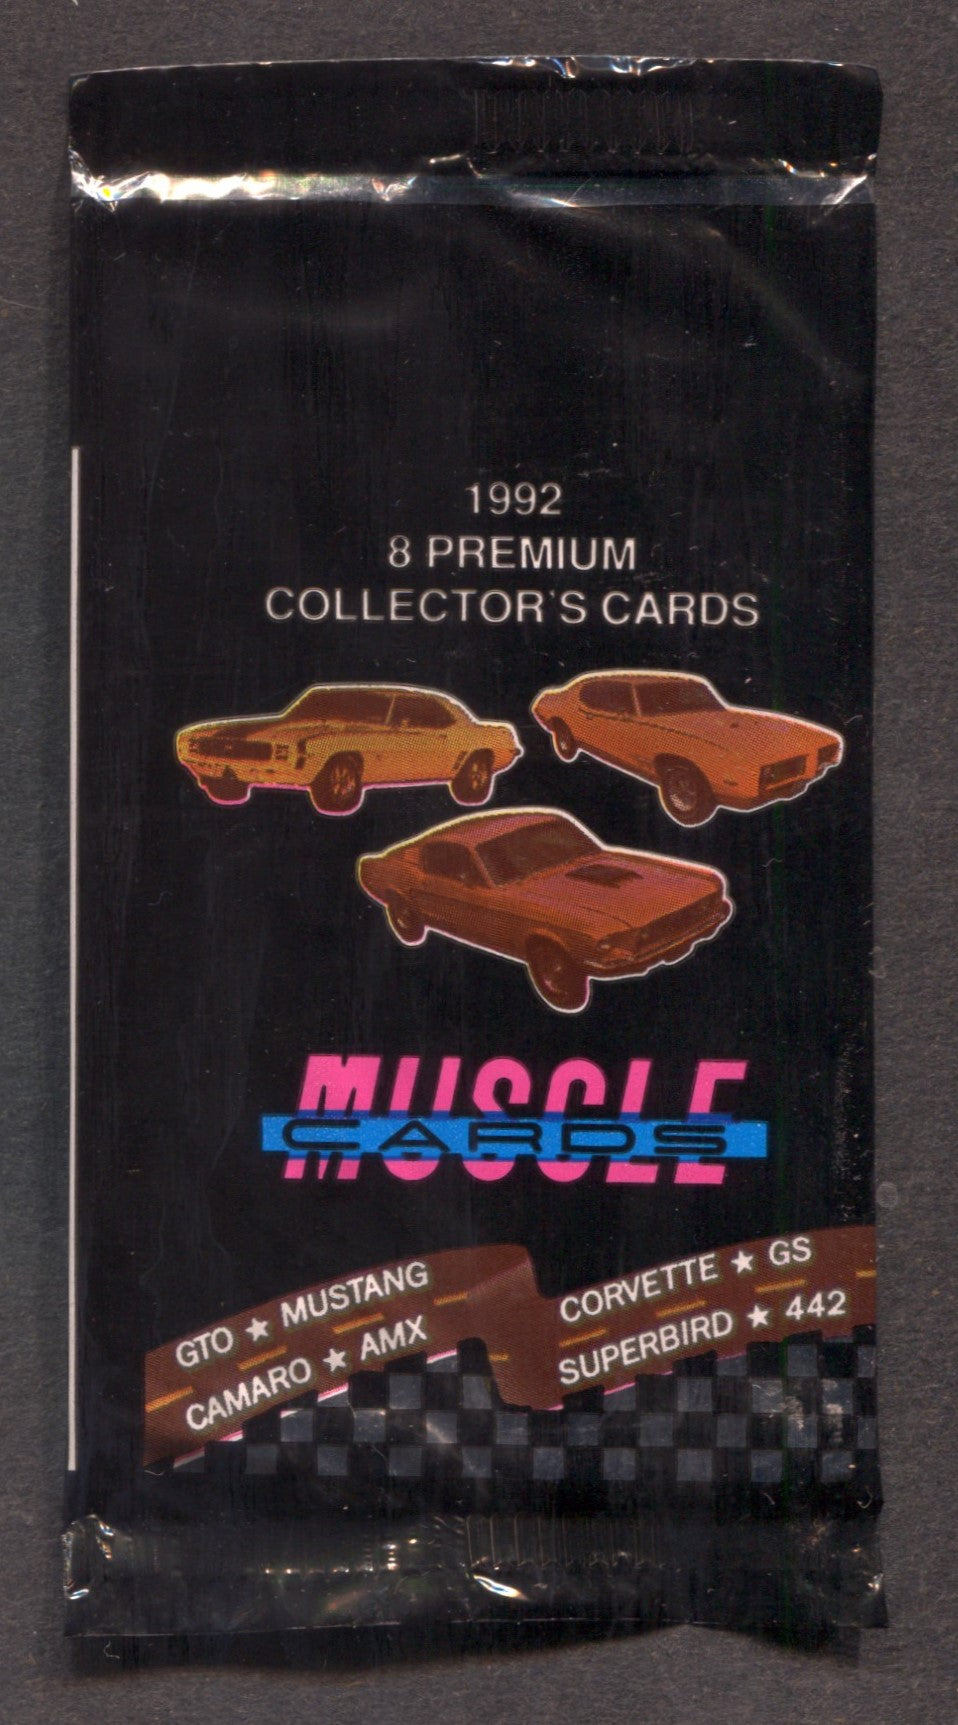 1992
8 PREMIUM
COLLECTOR'S CARDS
MUSCLE
CARDS
GTO ★ MUSTANG
CAMARO ★ AMX
CORVETTE ★ GS
SUPERBIRD ★ 442